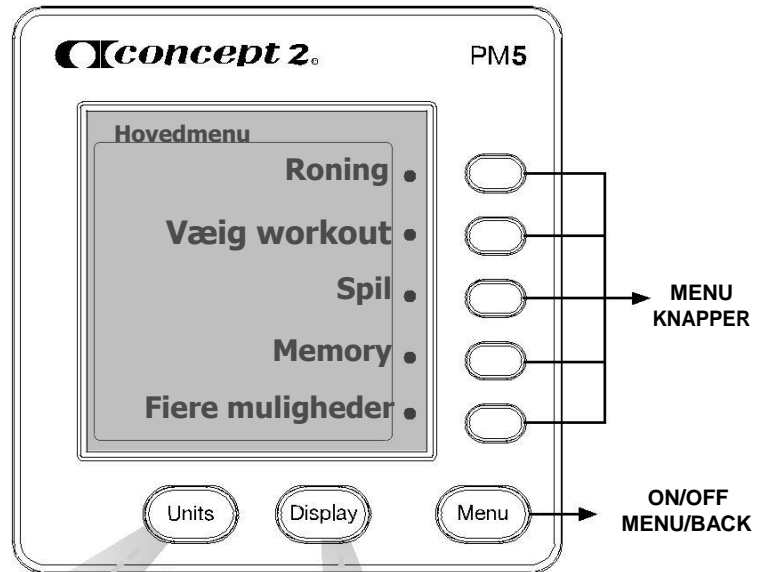 concept 2®
PM5
Hovedmenu
Roning
Væig workout
Spil
Memory
Fiere muligheder
MENU
KNAPPER
Units
Display
Menu
ON/OFF
MENU/BACK